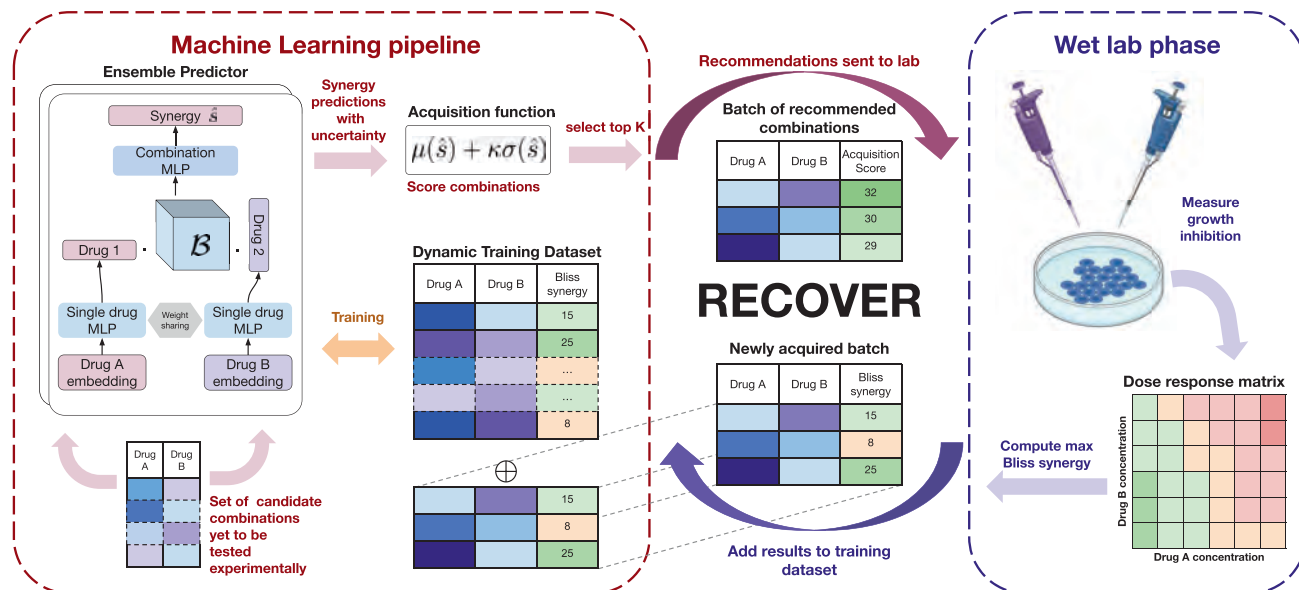 Machine Learning pipeline
Ensemble Predictor
Synergy ŝ
Combination
MLP
ℬ
Drug 1
Drug 2
Single drug
MLP
Weight
sharing
Single drug
MLP
Drug A
embedding
Drug B
embedding
Drug
A
Drug
B
Set of candidate
combinations
yet to be
tested
experimentally
Synergy
predictions
with
uncertainty
Acquisition function
μ(ŝ) + κσ(ŝ)
Score combinations
select top K
Training
Dynamic Training Dataset
Drug A
Drug B
Bliss
synergy
15
25
...
...
8
⊕
15
8
25
Recommendations sent to lab
Batch of recommended
combinations
Drug A
Drug B
Acquisition
Score
32
30
29
RECOVER
Newly acquired batch
Drug A
Drug B
Bliss
synergy
15
8
25
Add results to training
dataset
Wet lab phase
Measure
growth
inhibition
Dose response matrix
Drug B concentration
Drug A concentration
Compute max
Bliss synergy